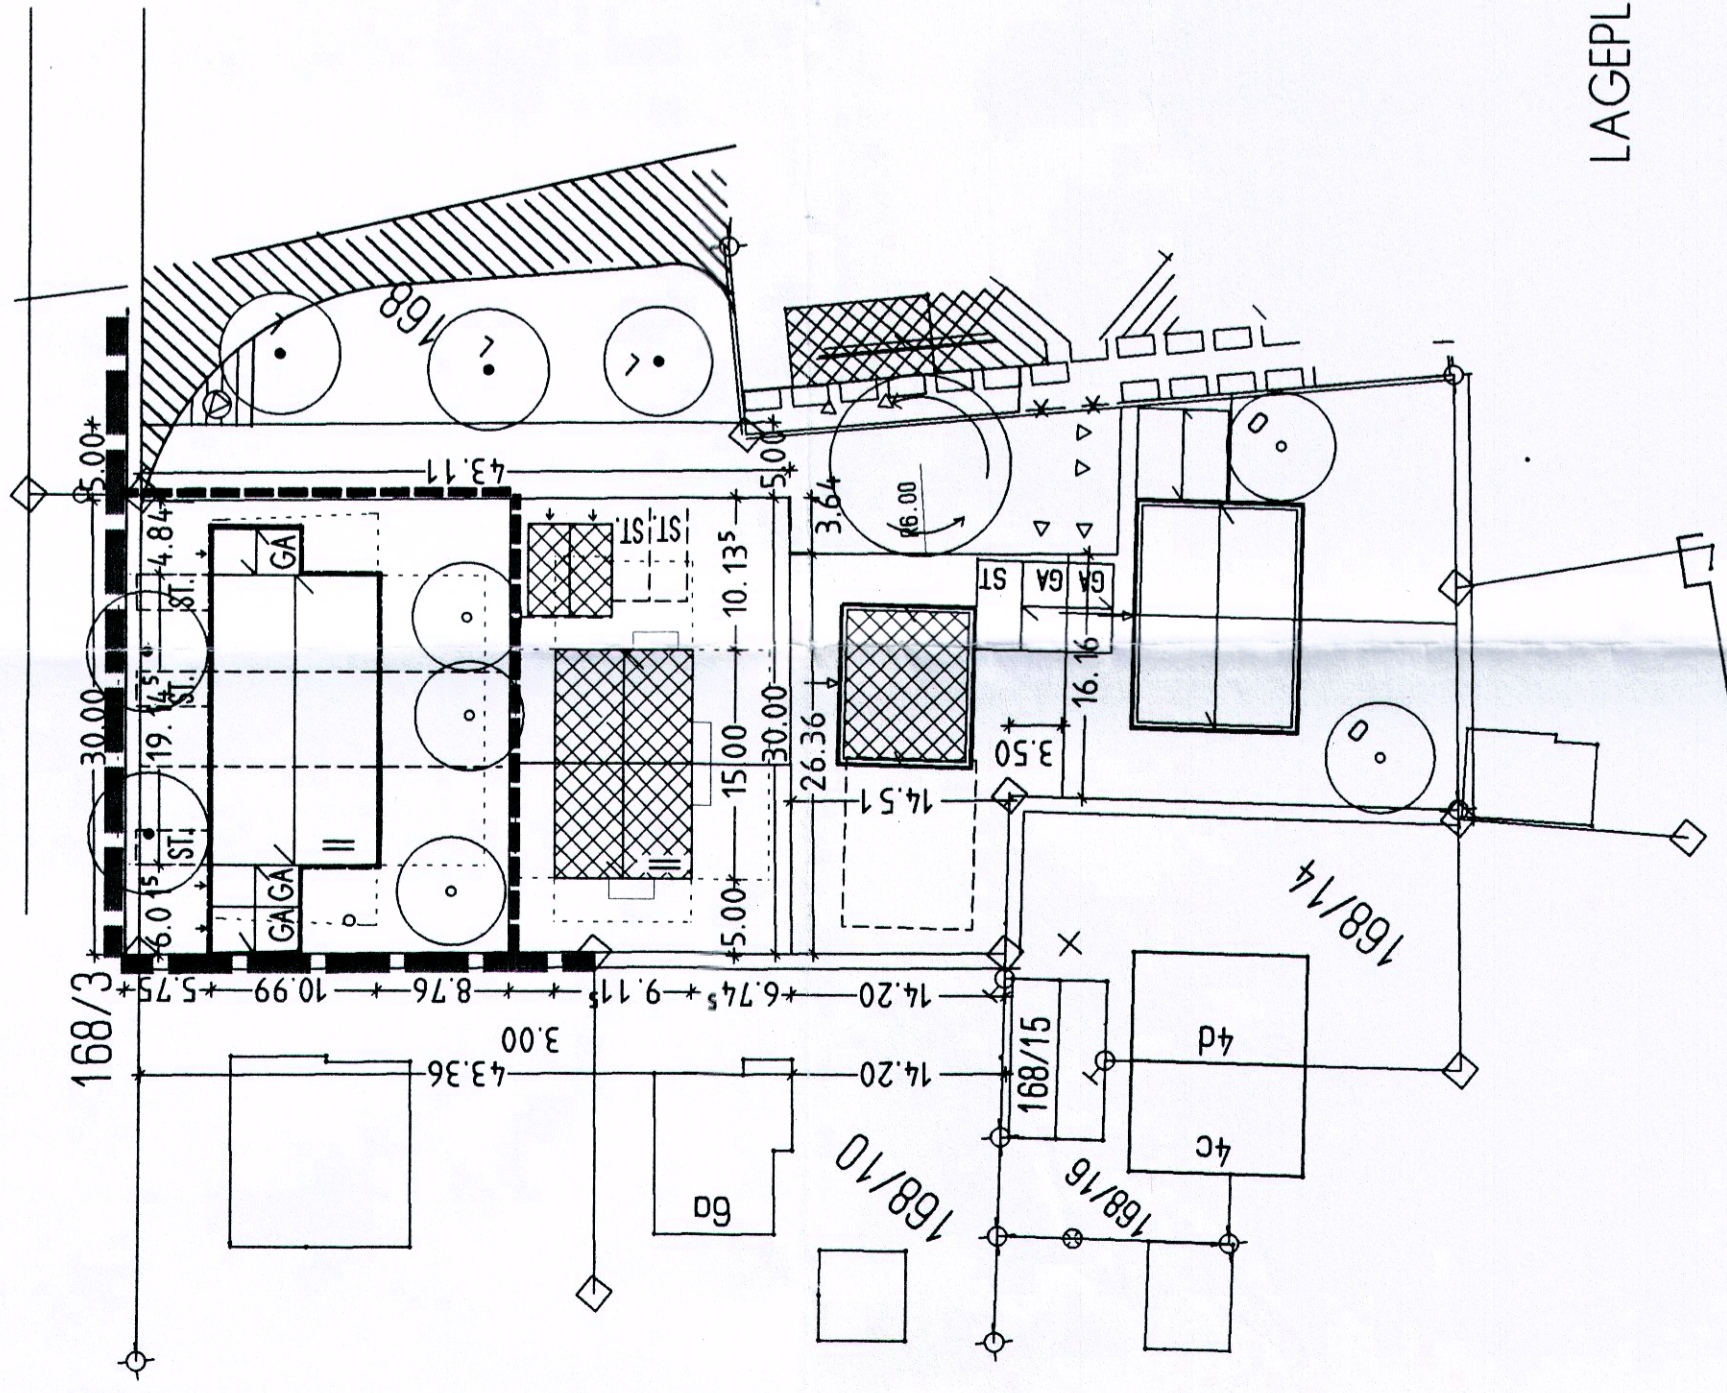 LAGEPL
168
5.00
43.11
5.00
4.84
GA
ST.
ST.
ST.
10.13⁵
3.64
R6.00
ST
GA
GA
30.00
19.14⁵
ST.
ST.
15.00
30.00
26.36
3.50
16.16
14.51
6.01⁵
GA
GA
II
II
5.00
168/14
168/3
5.75
10.99
8.76
9.11⁵
6.74⁵
14.20
3.00
43.36
14.20
168/15
4d
4c
6a
168/10
168/16